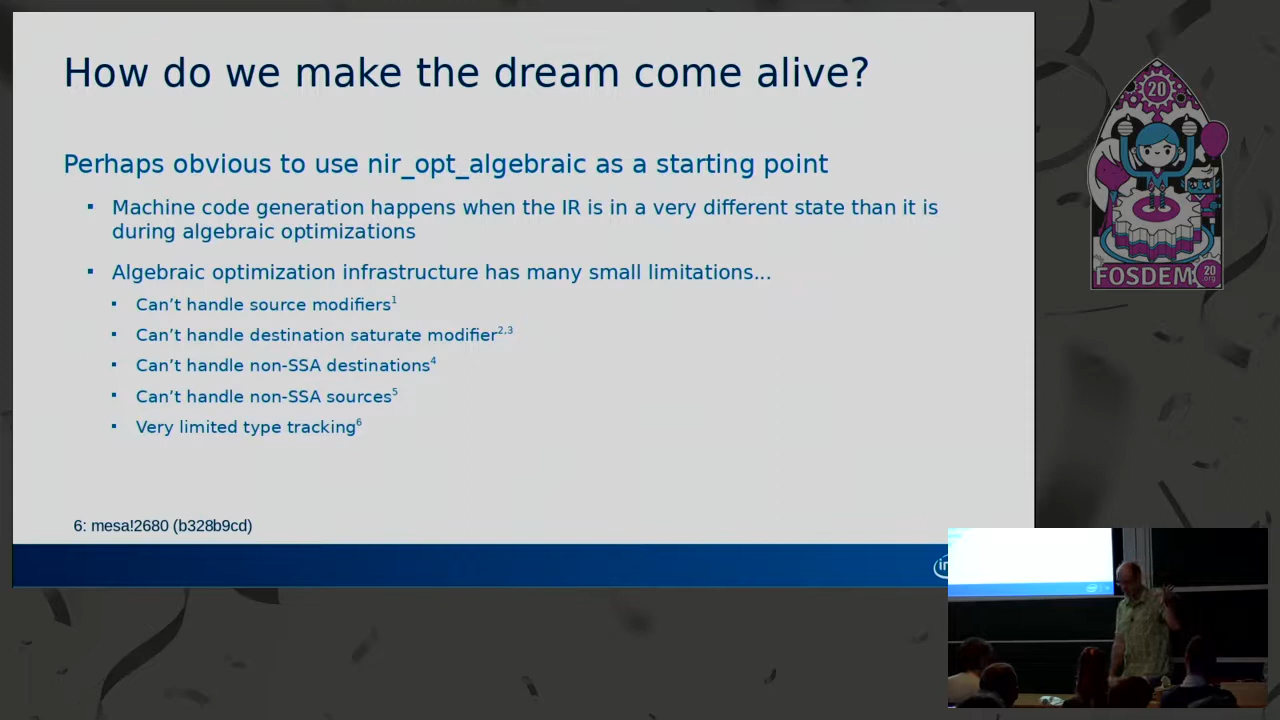 How do we make the dream come alive?
Perhaps obvious to use nir_opt_algebraic as a starting point
▪ Machine code generation happens when the IR is in a very different state than it is
during algebraic optimizations
▪ Algebraic optimization infrastructure has many small limitations...
▪ Can't handle source modifiers¹
▪ Can't handle destination saturate modifier²,³
▪ Can't handle non-SSA destinations⁴
▪ Can't handle non-SSA sources⁵
▪ Very limited type tracking⁶
6: mesa!2680 (b328b9cd)
20
FOSDEM
20
.org